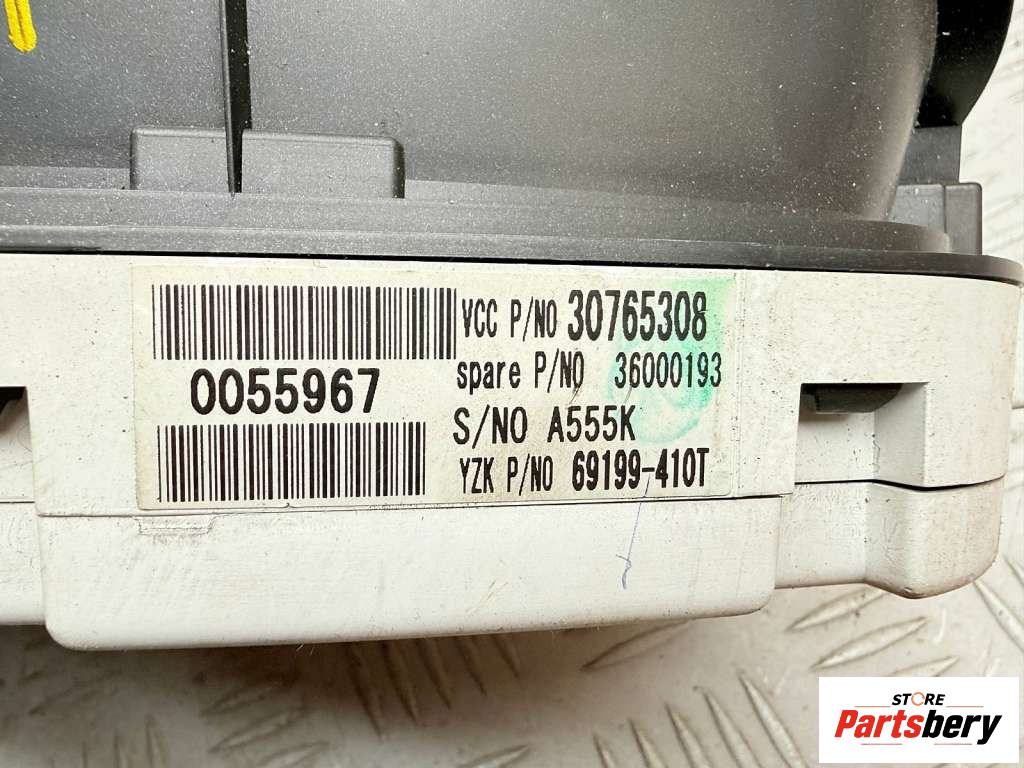 VCC P/NO 30765308
spare P/NO 36000193
0055967
S/NO A555K
YZK P/NO 69199-410T
STORE
Partsbery